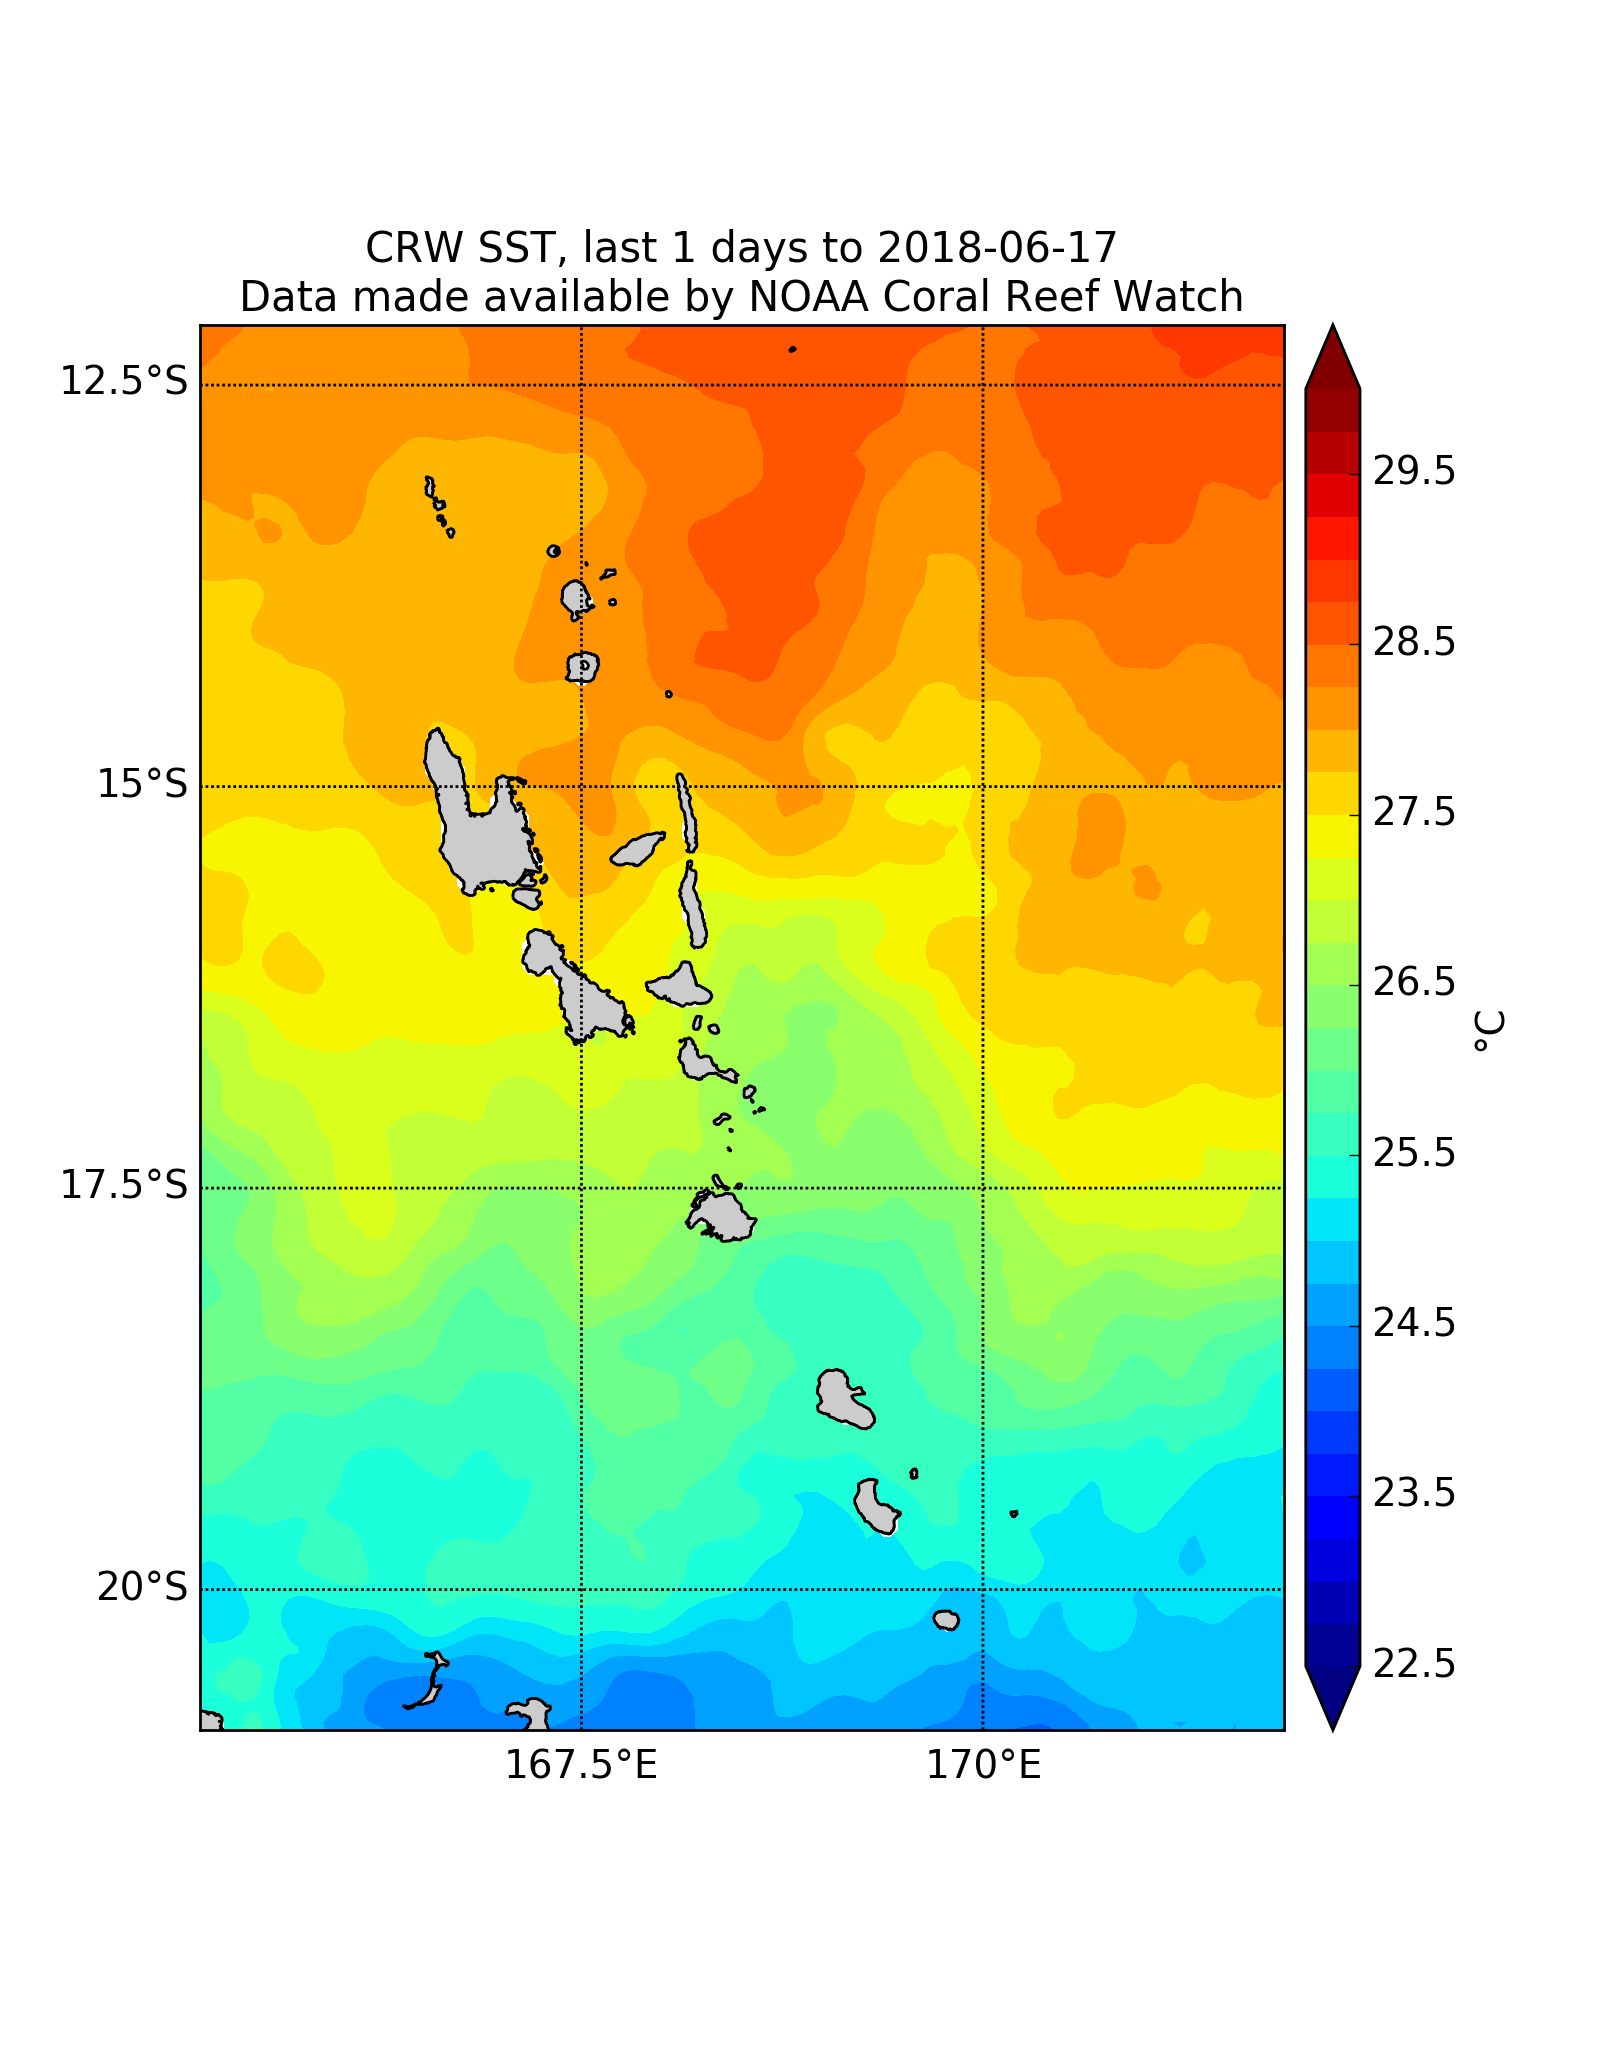 CRW SST, last 1 days to 2018-06-17
Data made available by NOAA Coral Reef Watch
12.5°S
15°S
17.5°S
20°S
167.5°E
170°E
29.5
28.5
27.5
26.5
25.5
24.5
23.5
22.5
°C